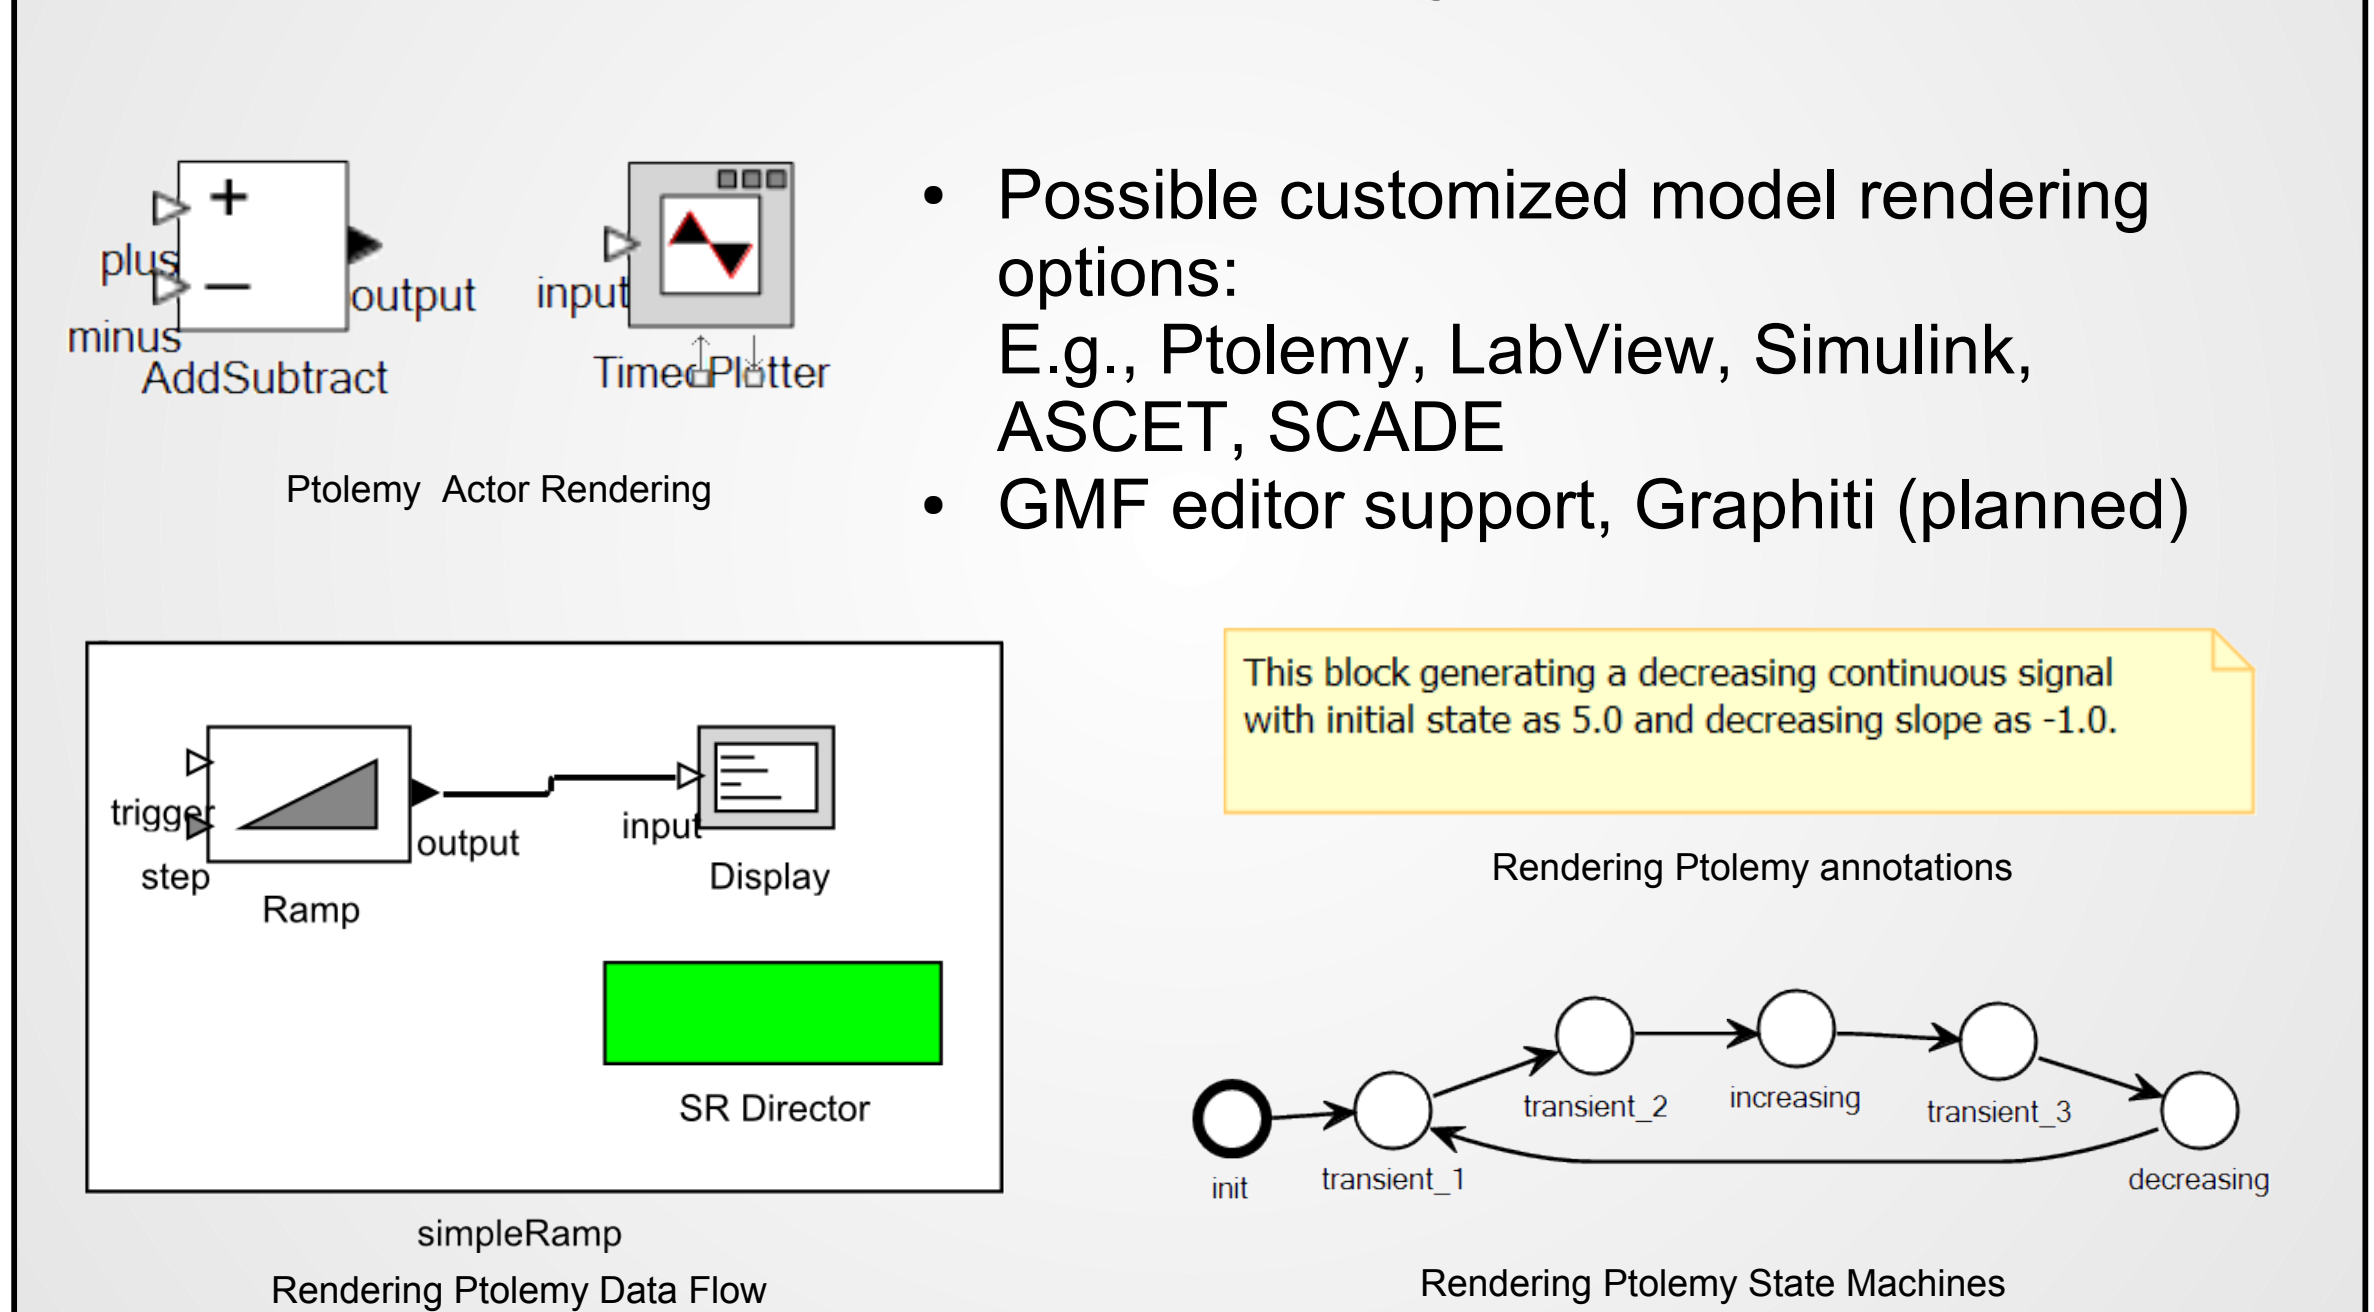 +
plus
−
output
minus
AddSubtract
input
TimedPlotter
Ptolemy Actor Rendering
• Possible customized model rendering
options:
E.g., Ptolemy, LabView, Simulink,
ASCET, SCADE
• GMF editor support, Graphiti (planned)
trigger
step
output
Ramp
input
Display
SR Director
simpleRamp
Rendering Ptolemy Data Flow
This block generating a decreasing continuous signal
with initial state as 5.0 and decreasing slope as -1.0.
Rendering Ptolemy annotations
init
transient_1
transient_2
increasing
transient_3
decreasing
Rendering Ptolemy State Machines